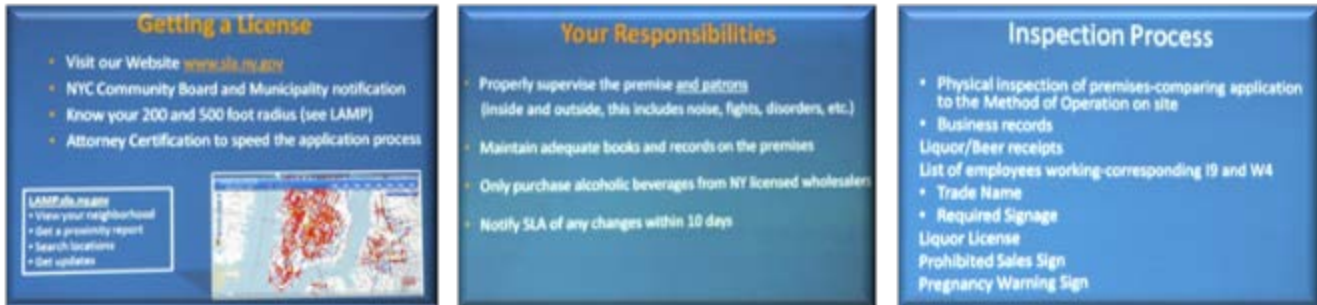 Getting a License
Visit our Website www.sla.ny.gov
NYC Community Board and Municipality notification
Know your 200 and 500 foot radius (see LAMP)
Attorney Certification to speed the application process
LAMP.sla.ny.gov
• View your neighborhood
• Get a proximity report
• Search locations
• Get updates
Your Responsibilities
Properly supervise the premise and patrons
(inside and outside, this includes noise, fights, disorders, etc.)
Maintain adequate books and records on the premises
Only purchase alcoholic beverages from NY licensed wholesalers
Notify SLA of any changes within 10 days
Inspection Process
• Physical inspection of premises-comparing application
to the Method of Operation on site
• Business records
Liquor/Beer receipts
List of employees working-corresponding I9 and W4
• Trade Name
• Required Signage
Liquor License
Prohibited Sales Sign
Pregnancy Warning Sign